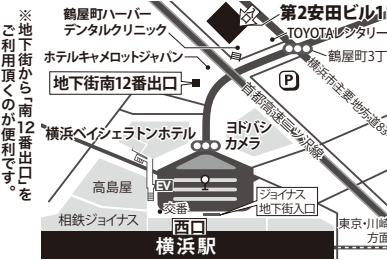 ※地下街から「南12番出口」を
ご利用頂くのが便利です。
鶴屋町ハーバー
デンタルクリニック
第2安田ビル1
TOYOTAレンタリー
鶴屋町3丁
ホテルキャメロットジャパン
地下街南12番出口
P
横浜市主要地方道8
首都高速三ツ沢線
横浜ベイシェラトンホテル
ヨドバシ
カメラ
高島屋
EV
交番
ジョイナス
地下街入口
相鉄ジョイナス
西口
東京・川崎
方面
横浜駅